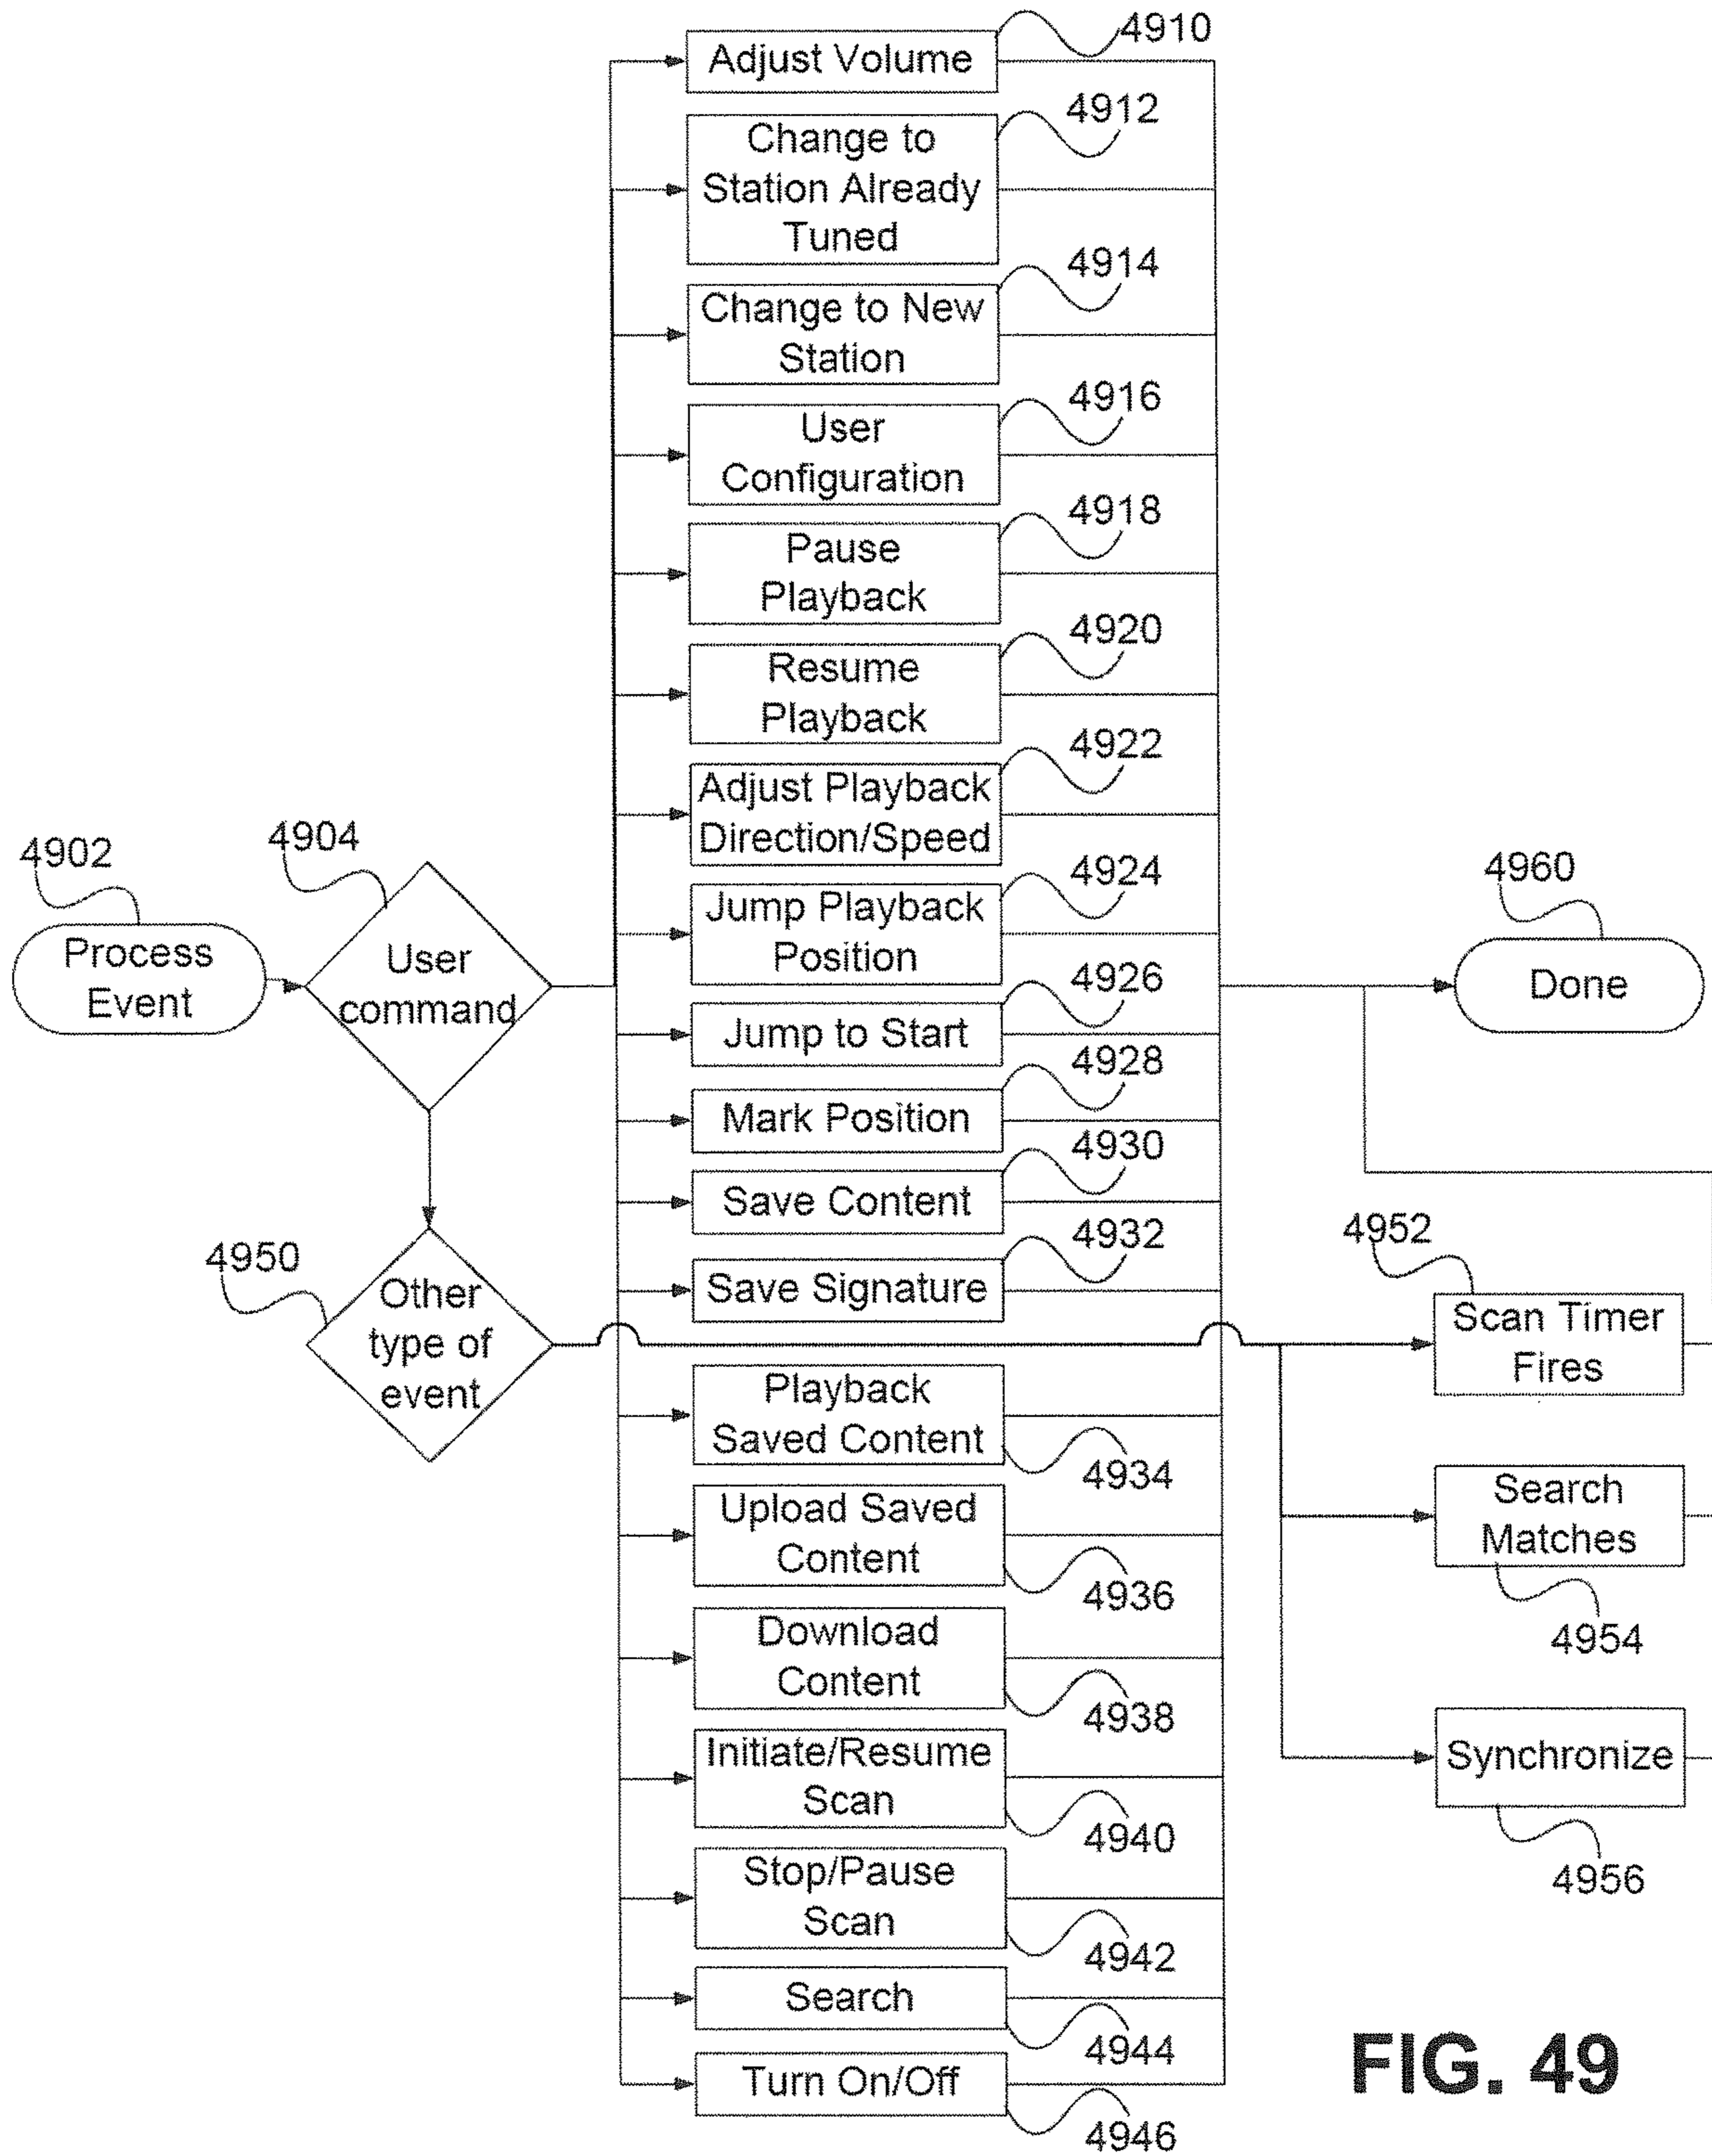 4910
Adjust Volume
4912
Change to
Station Already
Tuned
4914
Change to New
Station
4916
User
Configuration
4918
Pause
Playback
4920
Resume
Playback
4922
Adjust Playback
Direction/Speed
4902
Process
Event
4904
User
command
4924
Jump Playback
Position
4960
Done
4926
Jump to Start
4928
Mark Position
4930
Save Content
4932
Save Signature
4950
Other
type of
event
4952
Scan Timer
Fires
Playback
Saved Content
4934
Search
Matches
4954
Upload Saved
Content
4936
Download
Content
4938
Synchronize
4956
Initiate/Resume
Scan
4940
Stop/Pause
Scan
4942
Search
4944
Turn On/Off
4946
FIG. 49